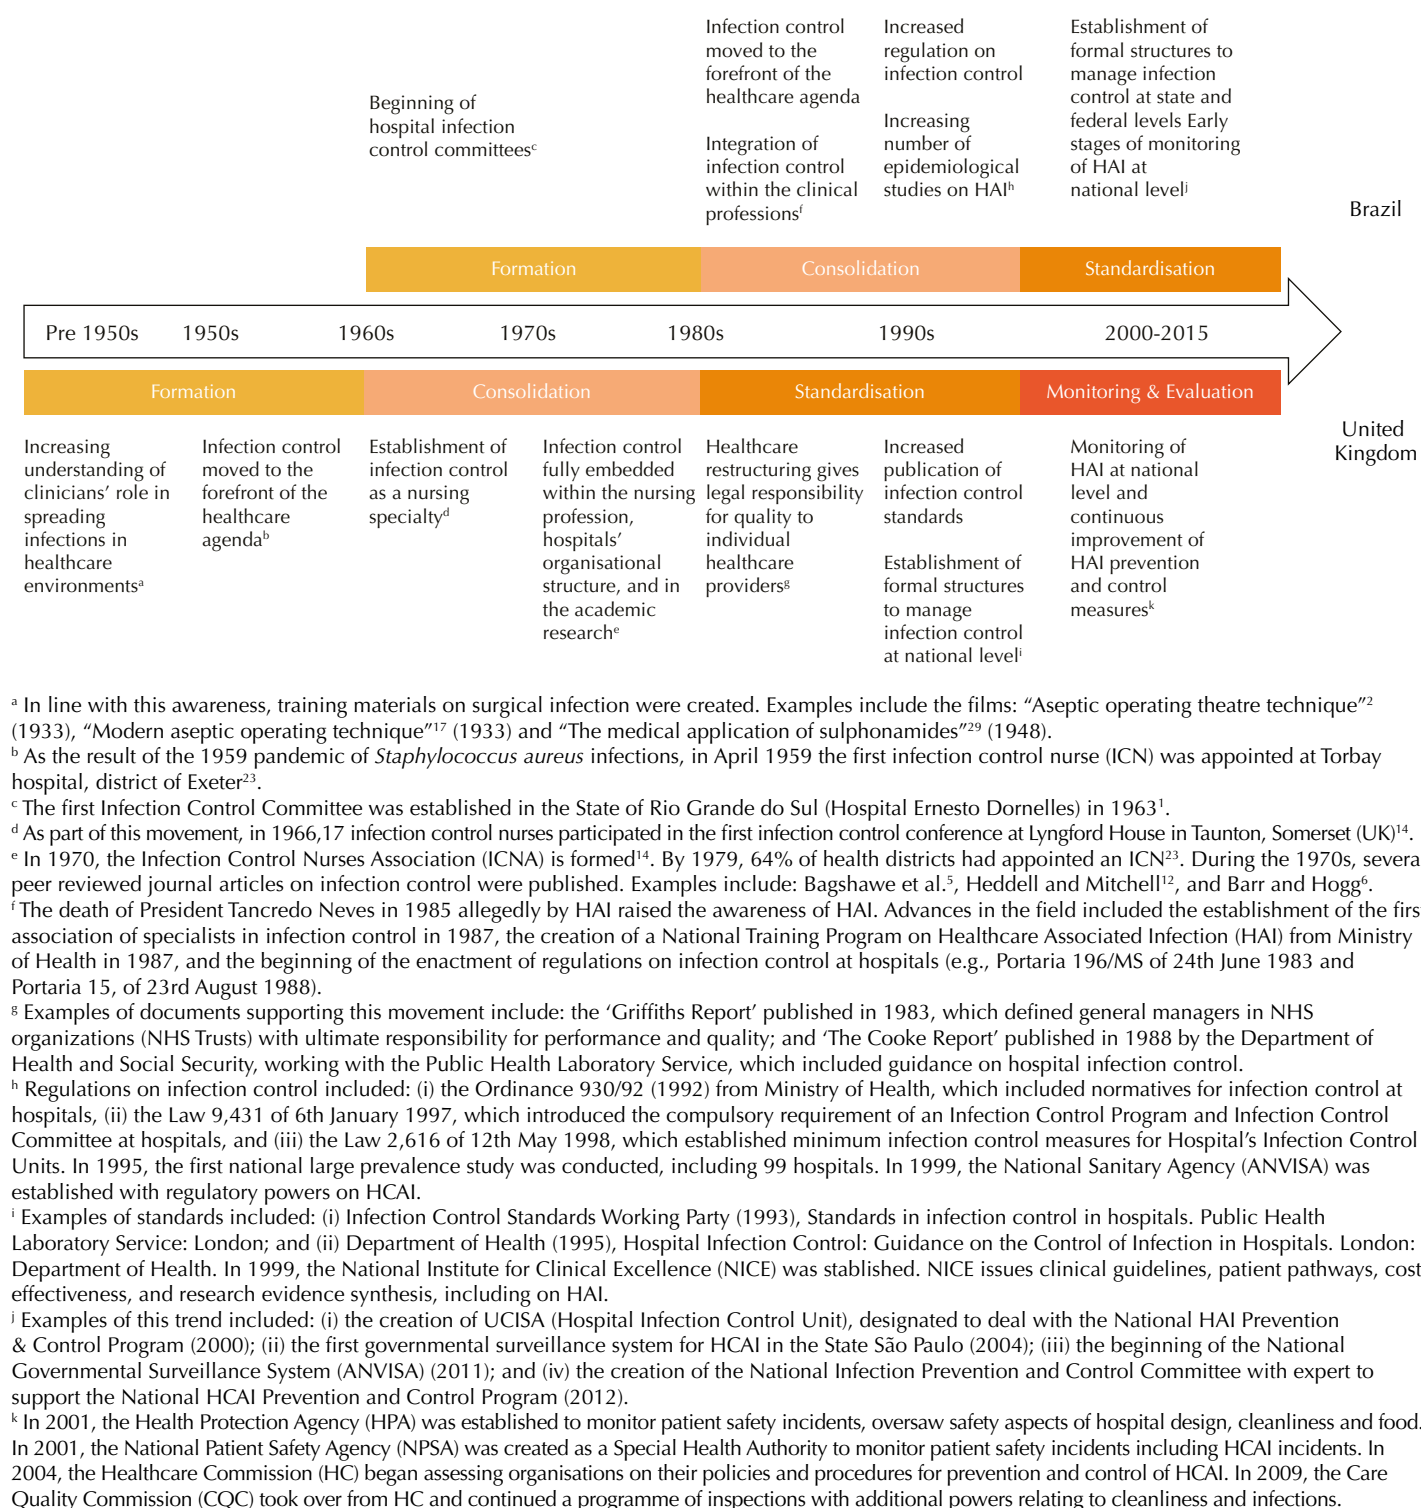 Beginning of
hospital infection
control committeesᶜ
Infection control
moved to the
forefront of the
healthcare agenda
Integration of
infection control
within the clinical
professionsᶠ
Increased
regulation on
infection control
Increasing
number of
epidemiological
studies on HAIʰ
Establishment of
formal structures to
manage infection
control at state and
federal levels Early
stages of monitoring
of HAI at
national levelʲ
Brazil
Formation
Consolidation
Standardisation
Pre 1950s
1950s
1960s
1970s
1980s
1990s
2000-2015
Formation
Consolidation
Standardisation
Monitoring & Evaluation
United
Kingdom
Increasing
understanding of
clinicians’ role in
spreading
infections in
healthcare
environmentsᵃ
Infection control
moved to the
forefront of the
healthcare
agendaᵇ
Establishment of
infection control
as a nursing
specialtyᵈ
Infection control
fully embedded
within the nursing
profession,
hospitals’
organisational
structure, and in
the academic
researchᵉ
Healthcare
restructuring gives
legal responsibility
for quality to
individual
healthcare
providersᵍ
Increased
publication of
infection control
standards
Establishment of
formal structures
to manage
infection control
at national levelⁱ
Monitoring of
HAI at national
level and
continuous
improvement of
HAI prevention
and control
measuresᵏ
ᵃ In line with this awareness, training materials on surgical infection were created. Examples include the films: “Aseptic operating theatre technique”²
(1933), “Modern aseptic operating technique”¹⁷ (1933) and “The medical application of sulphonamides”²⁹ (1948).
ᵇ As the result of the 1959 pandemic of Staphylococcus aureus infections, in April 1959 the first infection control nurse (ICN) was appointed at Torbay
hospital, district of Exeter²³.
ᶜ The first Infection Control Committee was established in the State of Rio Grande do Sul (Hospital Ernesto Dornelles) in 1963¹.
ᵈ As part of this movement, in 1966,17 infection control nurses participated in the first infection control conference at Lyngford House in Taunton, Somerset (UK)¹⁴.
ᵉ In 1970, the Infection Control Nurses Association (ICNA) is formed¹⁴. By 1979, 64% of health districts had appointed an ICN²³. During the 1970s, severa
peer reviewed journal articles on infection control were published. Examples include: Bagshawe et al.⁵, Heddell and Mitchell¹², and Barr and Hogg⁶.
ᶠ The death of President Tancredo Neves in 1985 allegedly by HAI raised the awareness of HAI. Advances in the field included the establishment of the firs
association of specialists in infection control in 1987, the creation of a National Training Program on Healthcare Associated Infection (HAI) from Ministry
of Health in 1987, and the beginning of the enactment of regulations on infection control at hospitals (e.g., Portaria 196/MS of 24th June 1983 and
Portaria 15, of 23rd August 1988).
ᵍ Examples of documents supporting this movement include: the ‘Griffiths Report’ published in 1983, which defined general managers in NHS
organizations (NHS Trusts) with ultimate responsibility for performance and quality; and ‘The Cooke Report’ published in 1988 by the Department of
Health and Social Security, working with the Public Health Laboratory Service, which included guidance on hospital infection control.
ʰ Regulations on infection control included: (i) the Ordinance 930/92 (1992) from Ministry of Health, which included normatives for infection control at
hospitals, (ii) the Law 9,431 of 6th January 1997, which introduced the compulsory requirement of an Infection Control Program and Infection Control
Committee at hospitals, and (iii) the Law 2,616 of 12th May 1998, which established minimum infection control measures for Hospital’s Infection Control
Units. In 1995, the first national large prevalence study was conducted, including 99 hospitals. In 1999, the National Sanitary Agency (ANVISA) was
established with regulatory powers on HCAI.
ⁱ Examples of standards included: (i) Infection Control Standards Working Party (1993), Standards in infection control in hospitals. Public Health
Laboratory Service: London; and (ii) Department of Health (1995), Hospital Infection Control: Guidance on the Control of Infection in Hospitals. London:
Department of Health. In 1999, the National Institute for Clinical Excellence (NICE) was stablished. NICE issues clinical guidelines, patient pathways, cost
effectiveness, and research evidence synthesis, including on HAI.
ʲ Examples of this trend included: (i) the creation of UCISA (Hospital Infection Control Unit), designated to deal with the National HAI Prevention
& Control Program (2000); (ii) the first governmental surveillance system for HCAI in the State São Paulo (2004); (iii) the beginning of the National
Governmental Surveillance System (ANVISA) (2011); and (iv) the creation of the National Infection Prevention and Control Committee with expert to
support the National HCAI Prevention and Control Program (2012).
ᵏ In 2001, the Health Protection Agency (HPA) was established to monitor patient safety incidents, oversaw safety aspects of hospital design, cleanliness and food.
In 2001, the National Patient Safety Agency (NPSA) was created as a Special Health Authority to monitor patient safety incidents including HCAI incidents. In
2004, the Healthcare Commission (HC) began assessing organisations on their policies and procedures for prevention and control of HCAI. In 2009, the Care
Quality Commission (CQC) took over from HC and continued a programme of inspections with additional powers relating to cleanliness and infections.